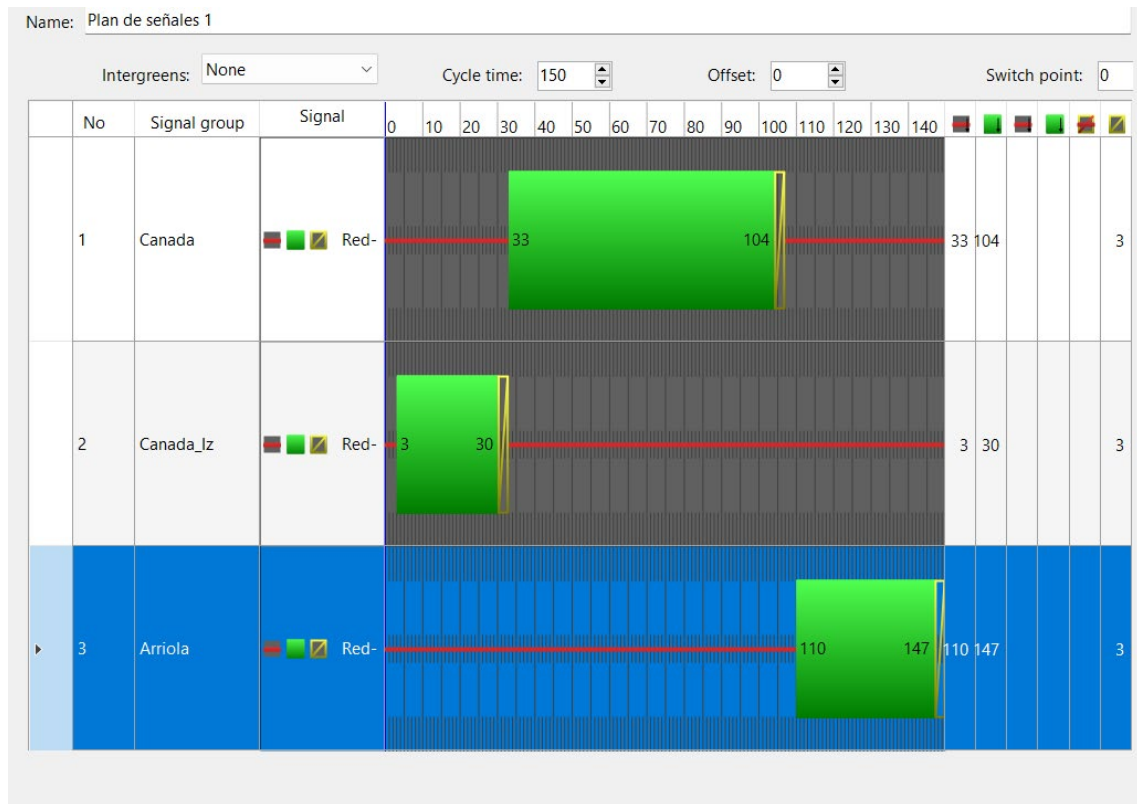 Name: Plan de señales 1
Intergreens: None Cycle time: 150 Offset: 0 Switch point: 0
No Signal group Signal 0 10 20 30 40 50 60 70 80 90 100 110 120 130 140
1 Canada Red- 33 104 33 104 3
2 Canada_Iz Red- 3 30 3 30 3
3 Arriola Red- 110 147 110 147 3